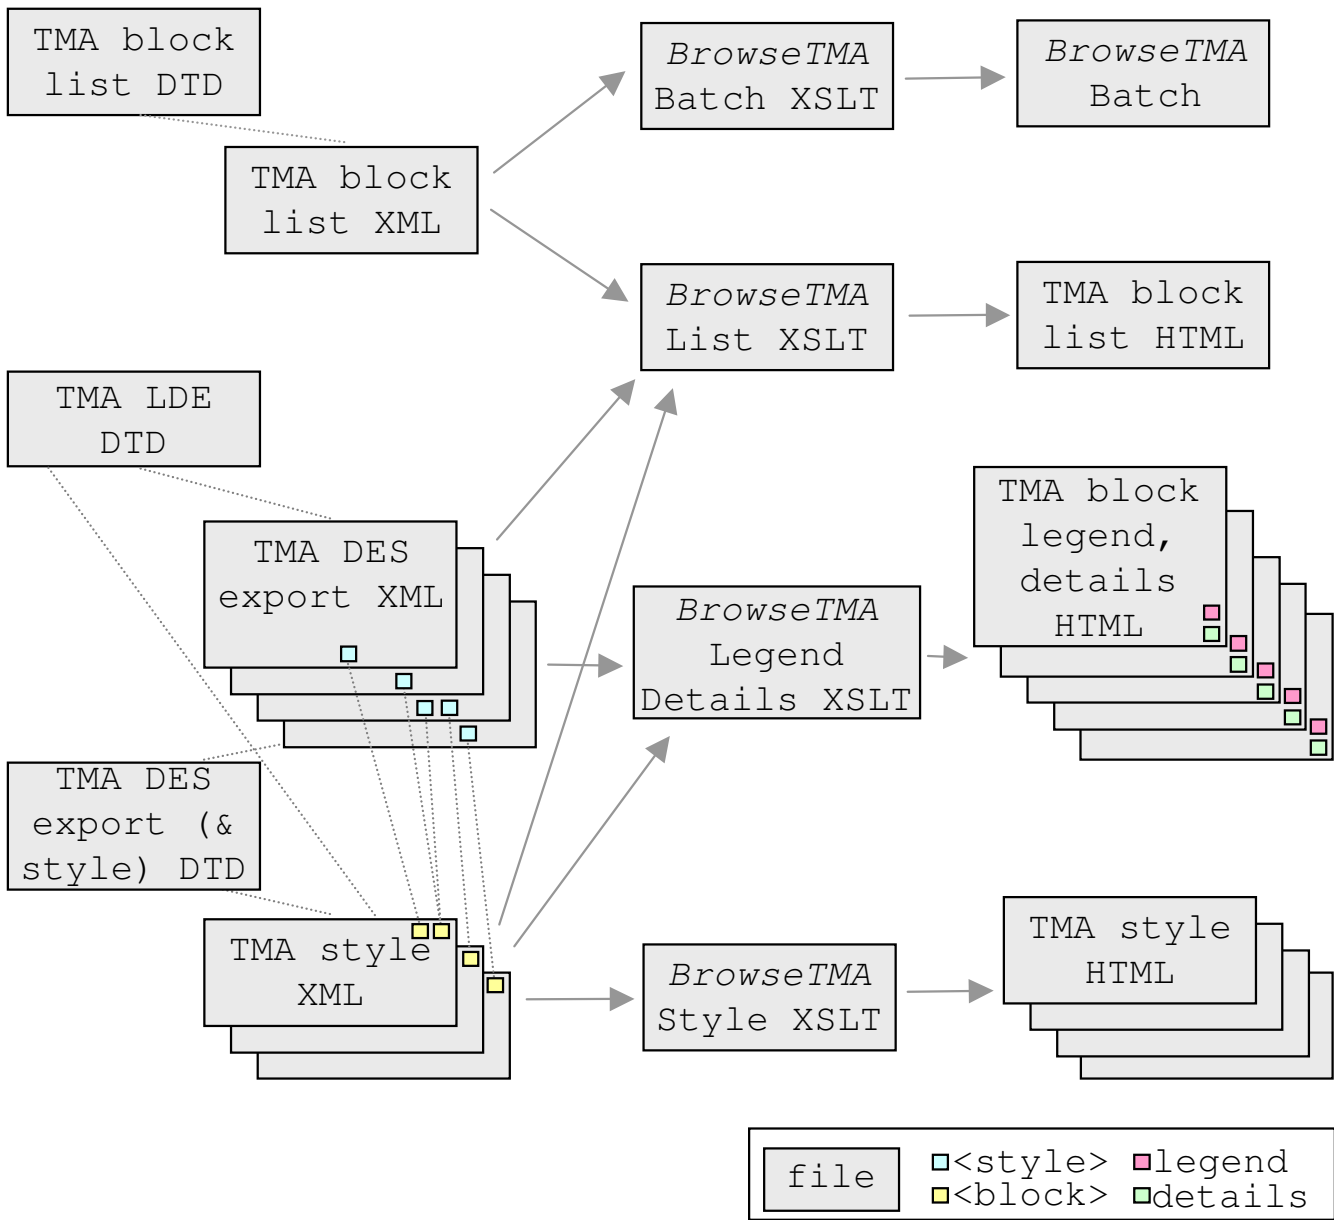 TMA block
list DTD
BrowseTMA
Batch XSLT
BrowseTMA
Batch
TMA block
list XML
BrowseTMA
List XSLT
TMA block
list HTML
TMA LDE
DTD
TMA DES
export XML
BrowseTMA
Legend
Details XSLT
TMA block
legend,
details
HTML
TMA DES
export (&
style) DTD
TMA style
XML
BrowseTMA
Style XSLT
TMA style
HTML
file
<style>
legend
<block>
details